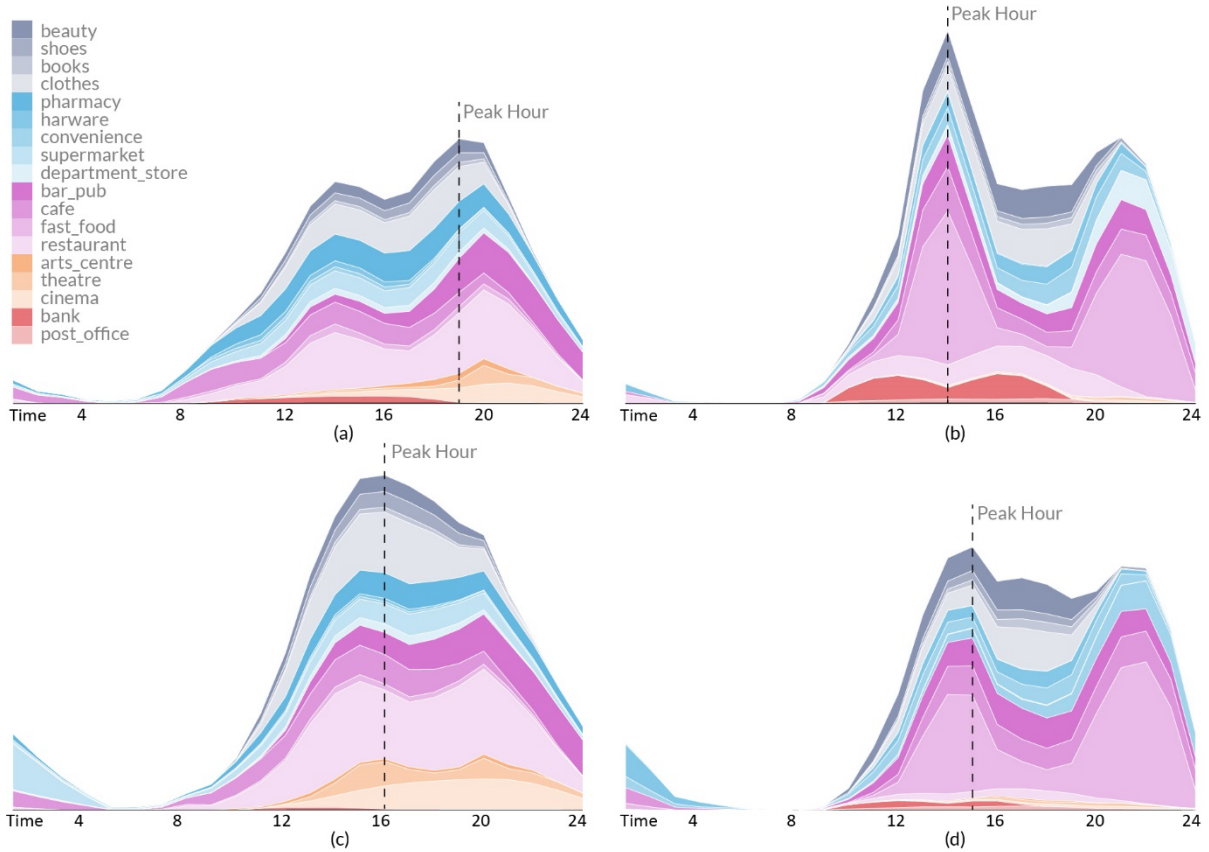 beauty
shoes
books
clothes
pharmacy
harware
convenience
supermarket
department_store
bar_pub
cafe
fast_food
restaurant
arts_centre
theatre
cinema
bank
post_office
Peak Hour
Time 4 8 12 16 20 24
(a)
Peak Hour
Time 4 8 12 16 20 24
(b)
Peak Hour
Time 4 8 12 16 20 24
(c)
Peak Hour
Time 4 8 12 16 20 24
(d)